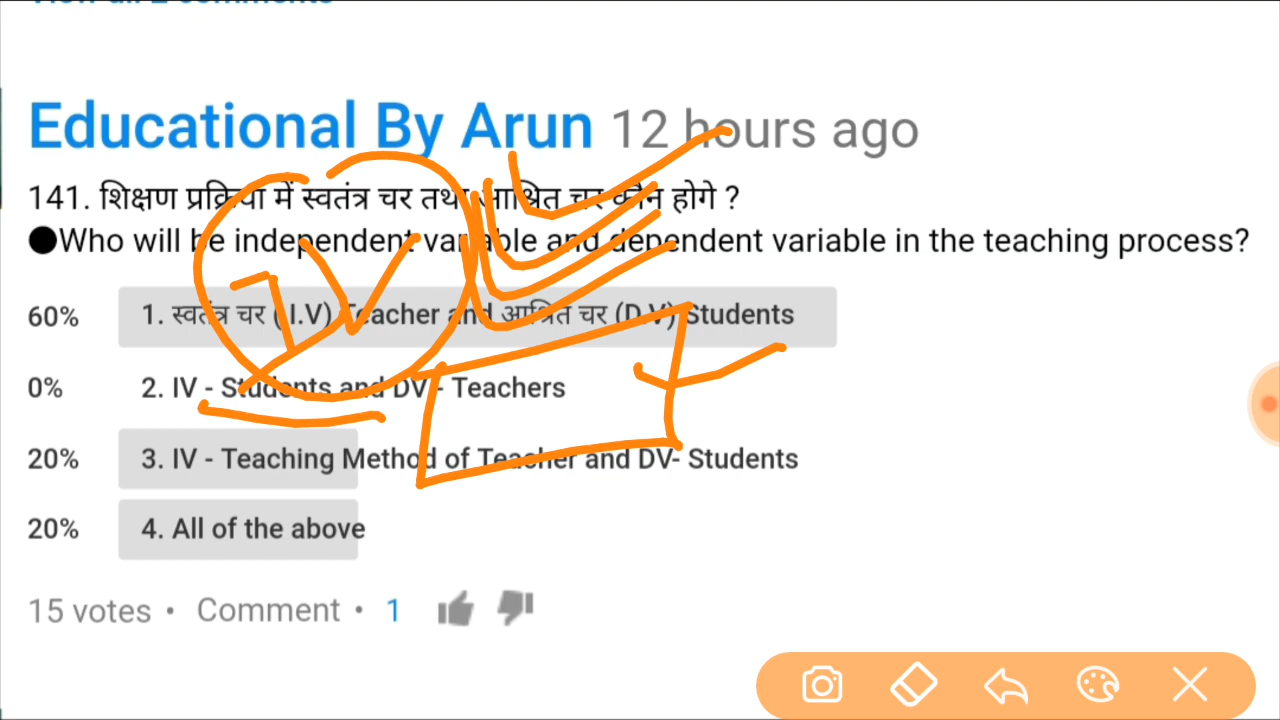 Educational By Arun 12 hours ago
141. शिक्षण प्रक्रिया में स्वतंत्र चर तथा आश्रित चर कौन होगे ?
●Who will be independent variable and dependent variable in the teaching process?
60% 1. स्वतंत्र चर (I.V) Teacher and आश्रित चर (D.V) Students
0% 2. IV - Students and DV - Teachers
20% 3. IV - Teaching Method of Teacher and DV- Students
20% 4. All of the above
15 votes • Comment • 1